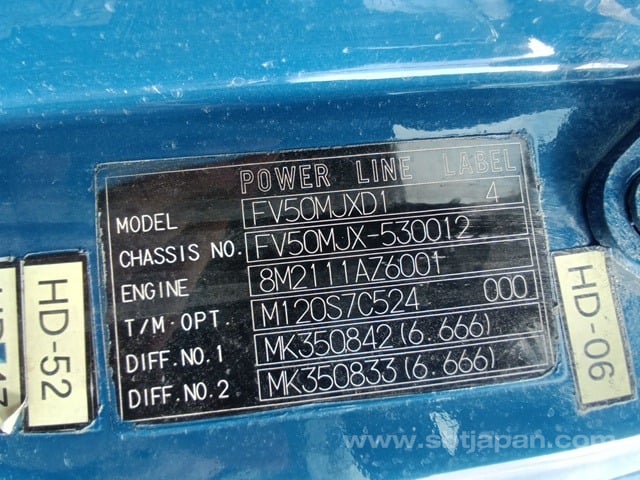 POWER LINE LABEL
MODEL FV50MJXD1 4
CHASSIS NO. FV50MJX-530012
ENGINE 8M2111AZ6001
T/M·OPT. M120S7C524 000
DIFF.NO.1 MK350842(6.666)
DIFF.NO.2 MK350833(6.666)
HD-52
HD-06
www.sbtjapan.com